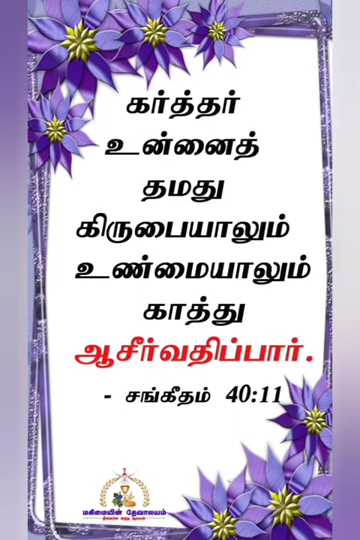 கர்த்தர்
உன்னைத்
தமது
கிருபையாலும்
உண்மையாலும்
காத்து
ஆசீர்வதிப்பார்.
- சங்கீதம் 40:11
மகிமையின் தேவாலயம்